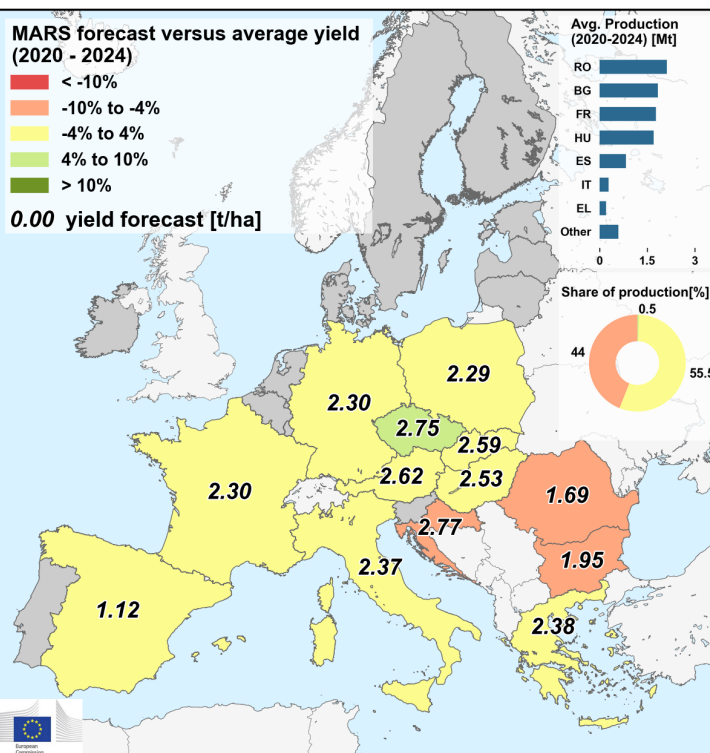 MARS forecast versus average yield
(2020 - 2024)
< -10%
-10% to -4%
-4% to 4%
4% to 10%
> 10%
0.00 yield forecast [t/ha]
Avg. Production
(2020-2024) [Mt]
RO
BG
FR
HU
ES
IT
EL
Other
0 1.5 3
Share of production[%]
0.5
44
55.5
2.29
2.30
2.75
2.59
2.62
2.53
2.30
1.69
2.77
1.95
2.37
1.12
2.38
European
Commission